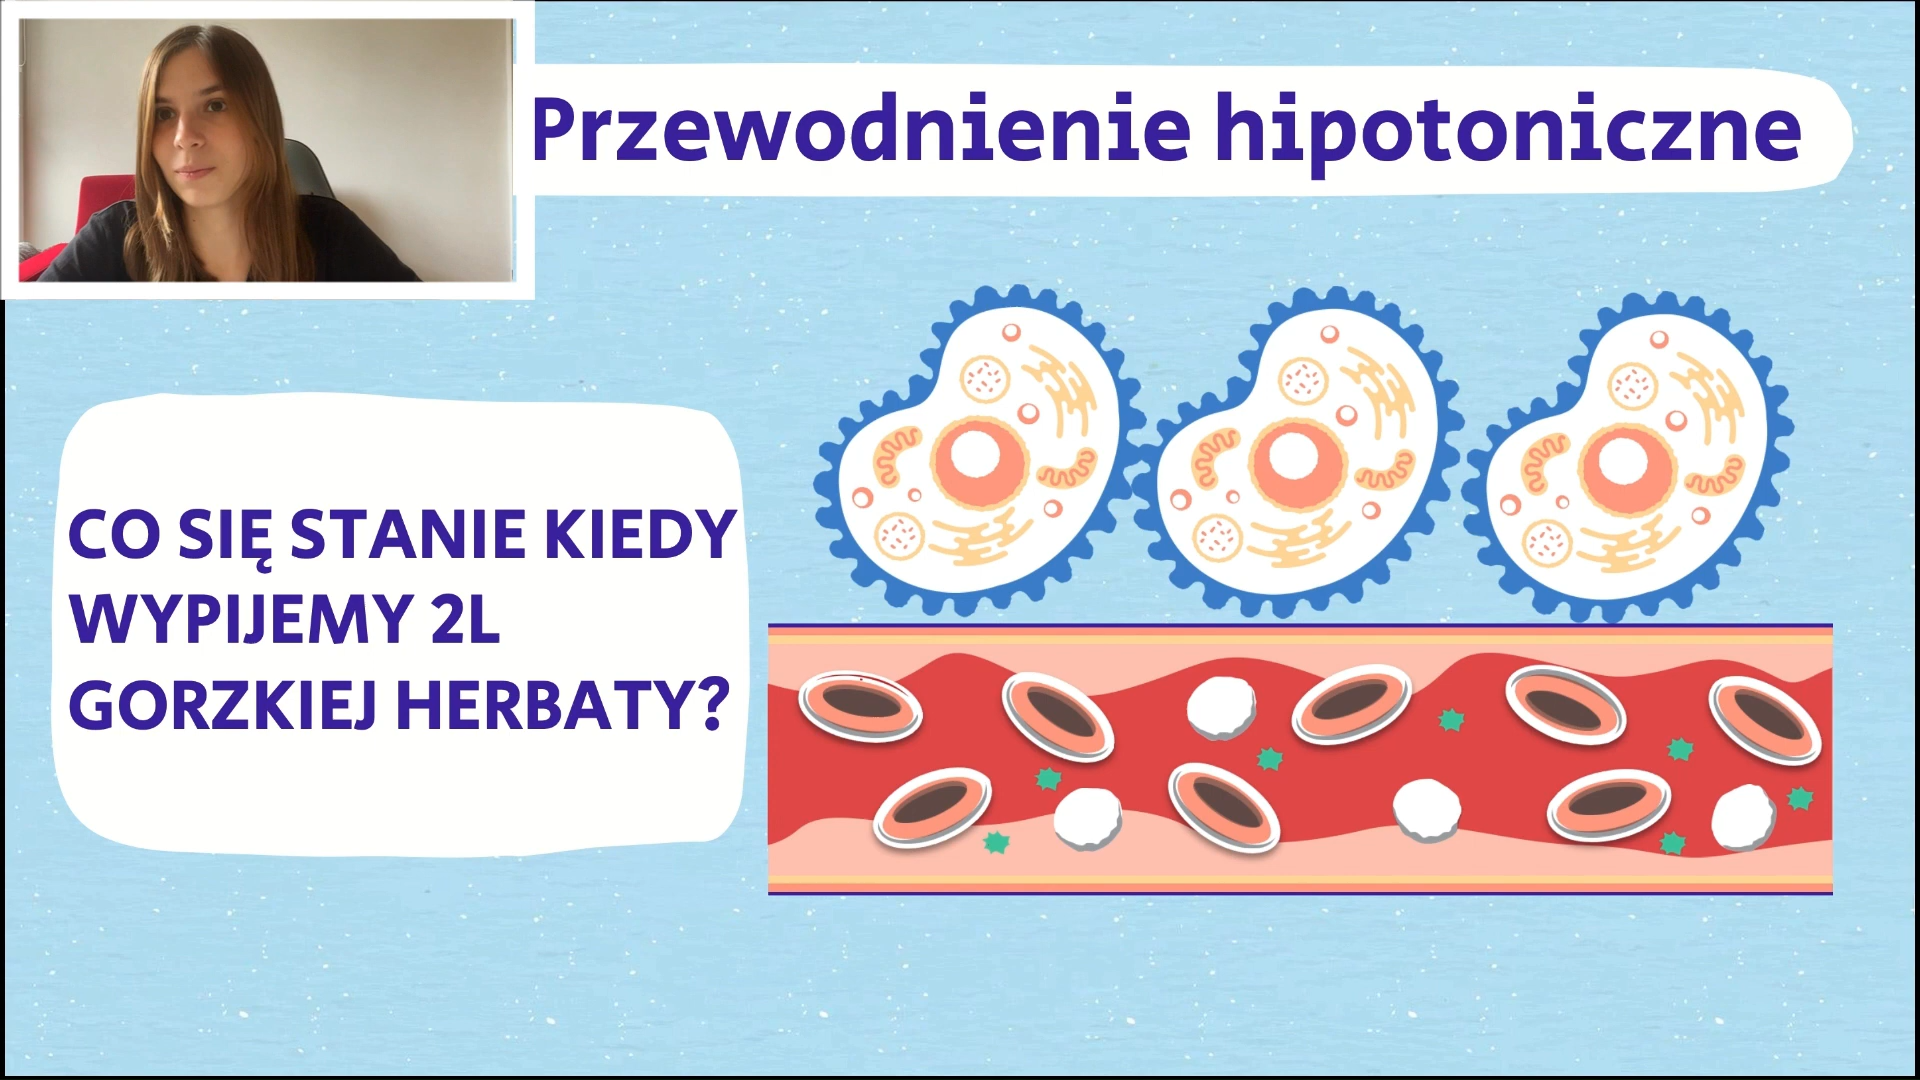 Przewodnienie hipotoniczne
CO SIĘ STANIE KIEDY
WYPIJEMY 2L
GORZKIEJ HERBATY?